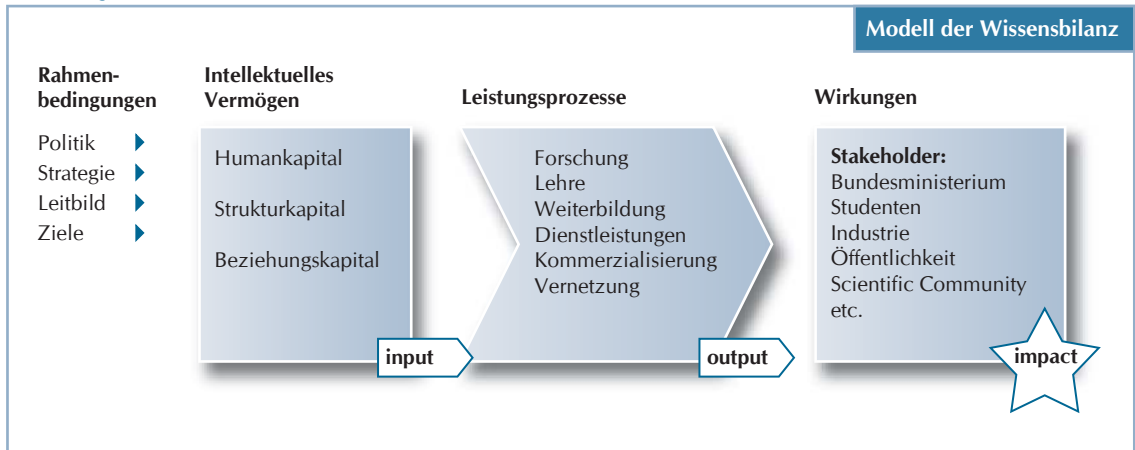 Modell der Wissensbilanz
Rahmen-
bedingungen
Politik
Strategie
Leitbild
Ziele
Intellektuelles
Vermögen
Humankapital
Strukturkapital
Beziehungskapital
input
Leistungsprozesse
Forschung
Lehre
Weiterbildung
Dienstleistungen
Kommerzialisierung
Vernetzung
output
Wirkungen
Stakeholder:
Bundesministerium
Studenten
Industrie
Öffentlichkeit
Scientific Community
etc.
impact